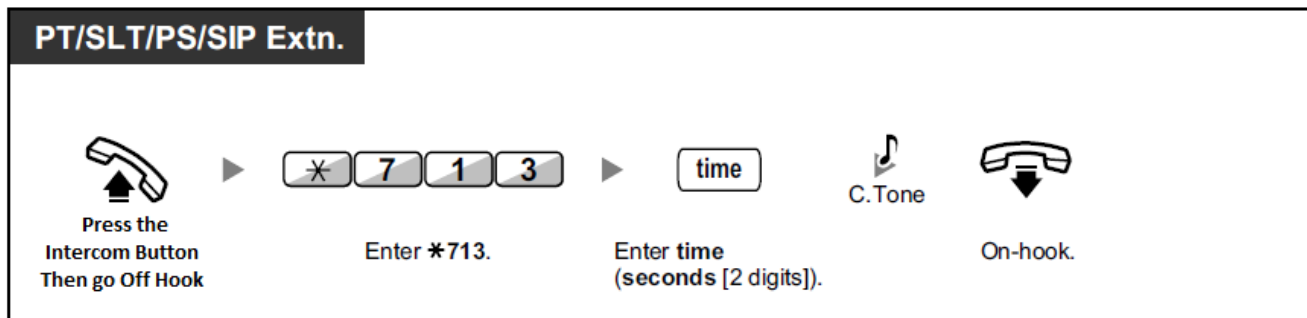 PT/SLT/PS/SIP Extn.
Press the
Intercom Button
Then go Off Hook
* 7 1 3
Enter *713.
time
Enter time
(seconds [2 digits]).
C.Tone
On-hook.